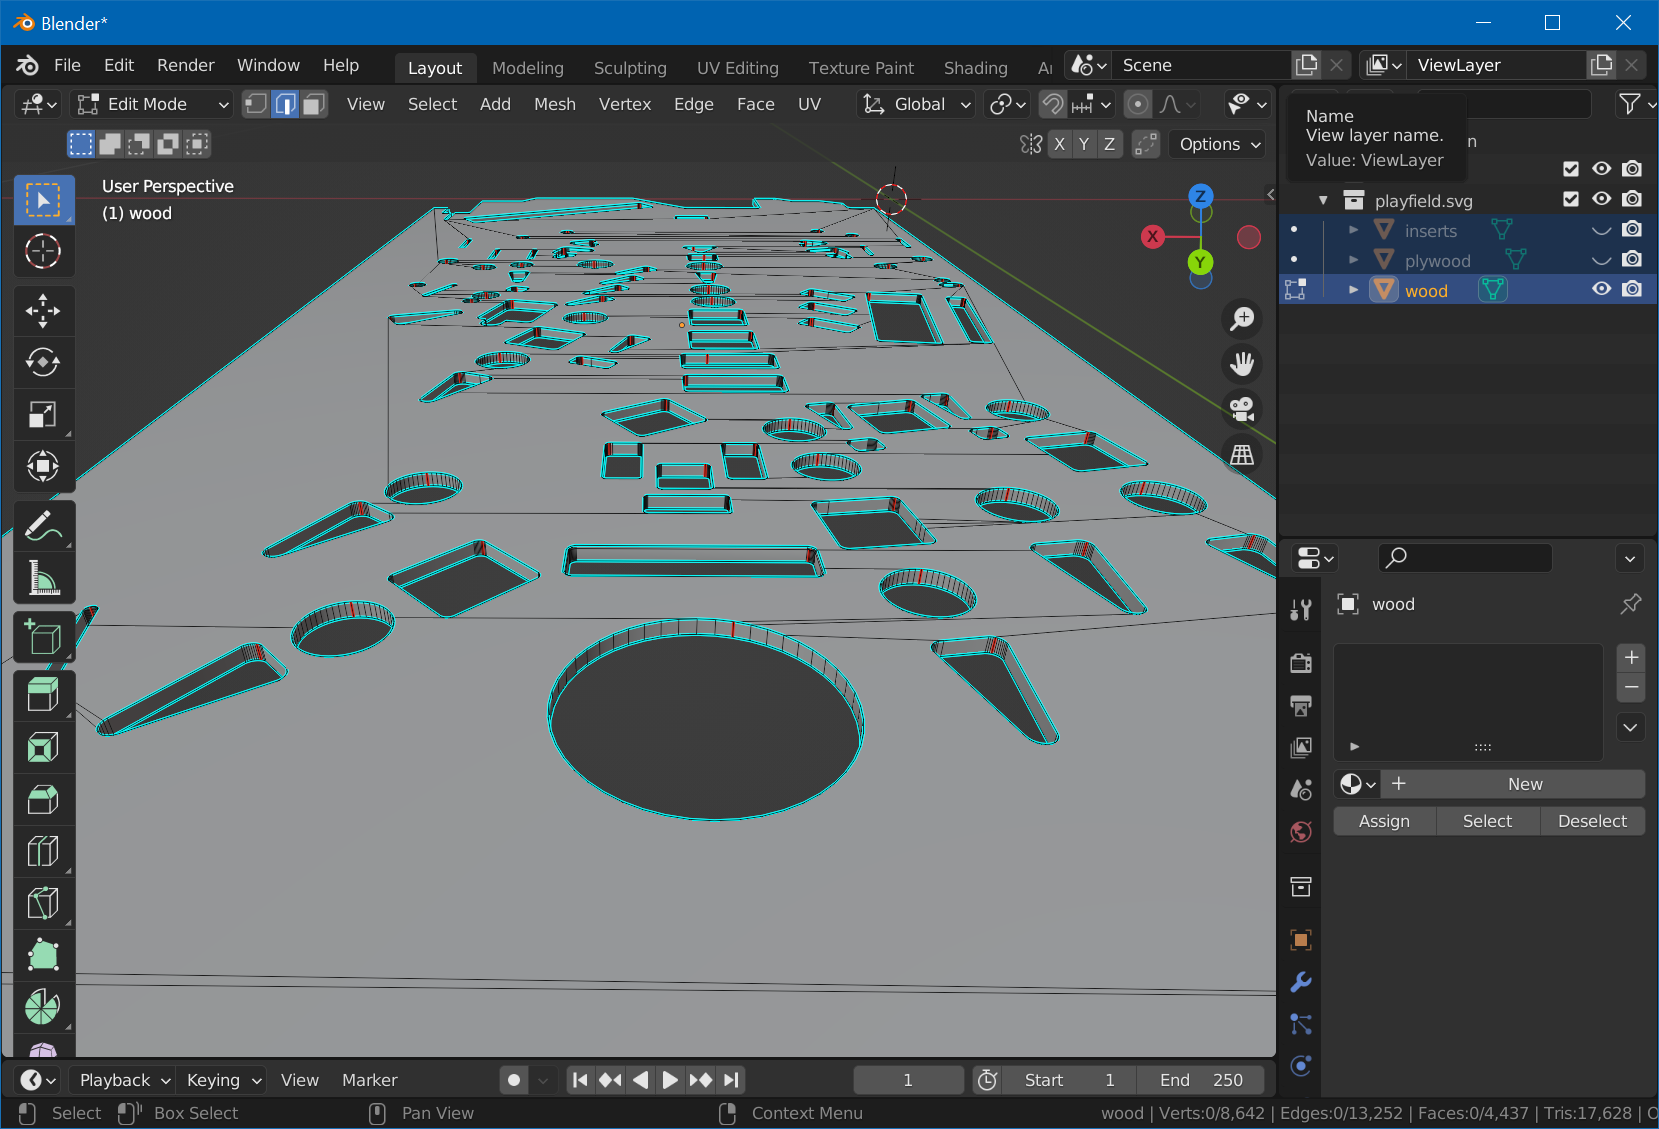 Blender*
File Edit Render Window Help
Layout Modeling Sculpting UV Editing Texture Paint Shading
Scene
ViewLayer
Edit Mode
View Select Add Mesh Vertex Edge Face UV
Global
X Y Z
Options
User Perspective
(1) wood
Z
X
Y
Name
View layer name.
Value: ViewLayer
playfield.svg
inserts
plywood
wood
wood
New
Assign Select Deselect
Playback Keying View Marker
1
Start 1
End 250
Select Box Select Pan View Context Menu
wood | Verts:0/8,642 | Edges:0/13,252 | Faces:0/4,437 | Tris:17,628 |